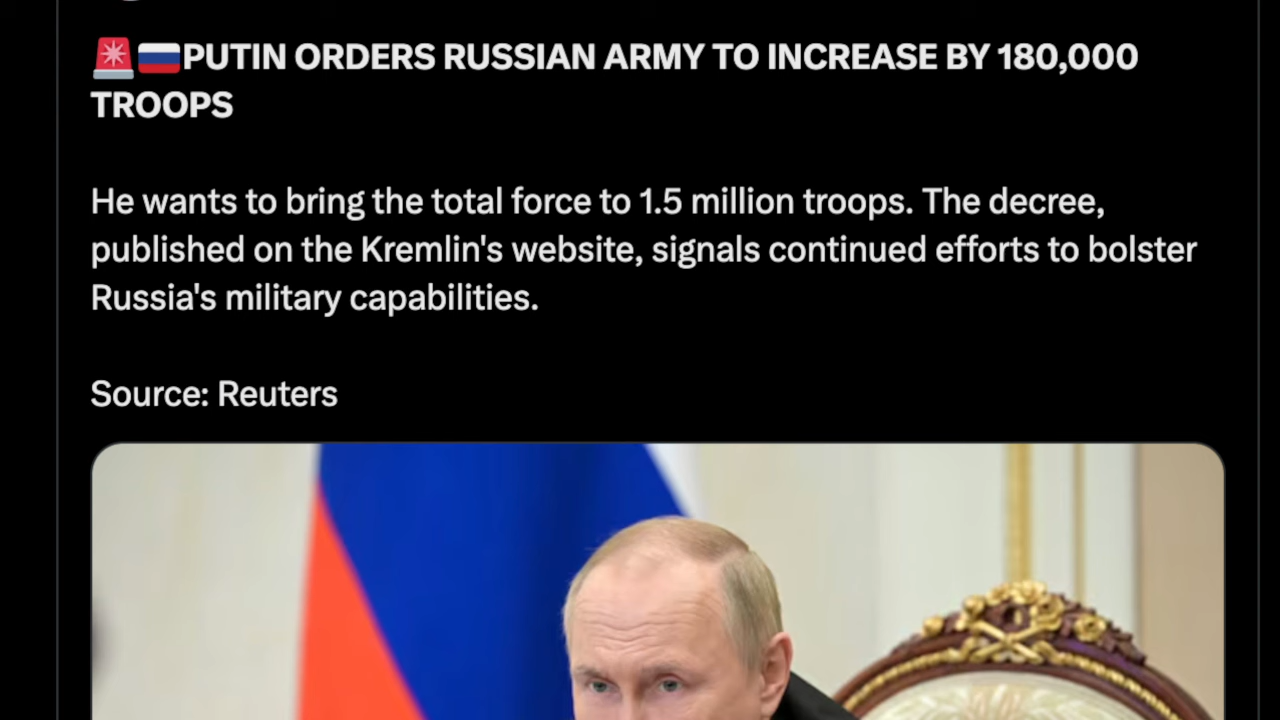 🚨🇷🇺PUTIN ORDERS RUSSIAN ARMY TO INCREASE BY 180,000
TROOPS
He wants to bring the total force to 1.5 million troops. The decree,
published on the Kremlin's website, signals continued efforts to bolster
Russia's military capabilities.
Source: Reuters